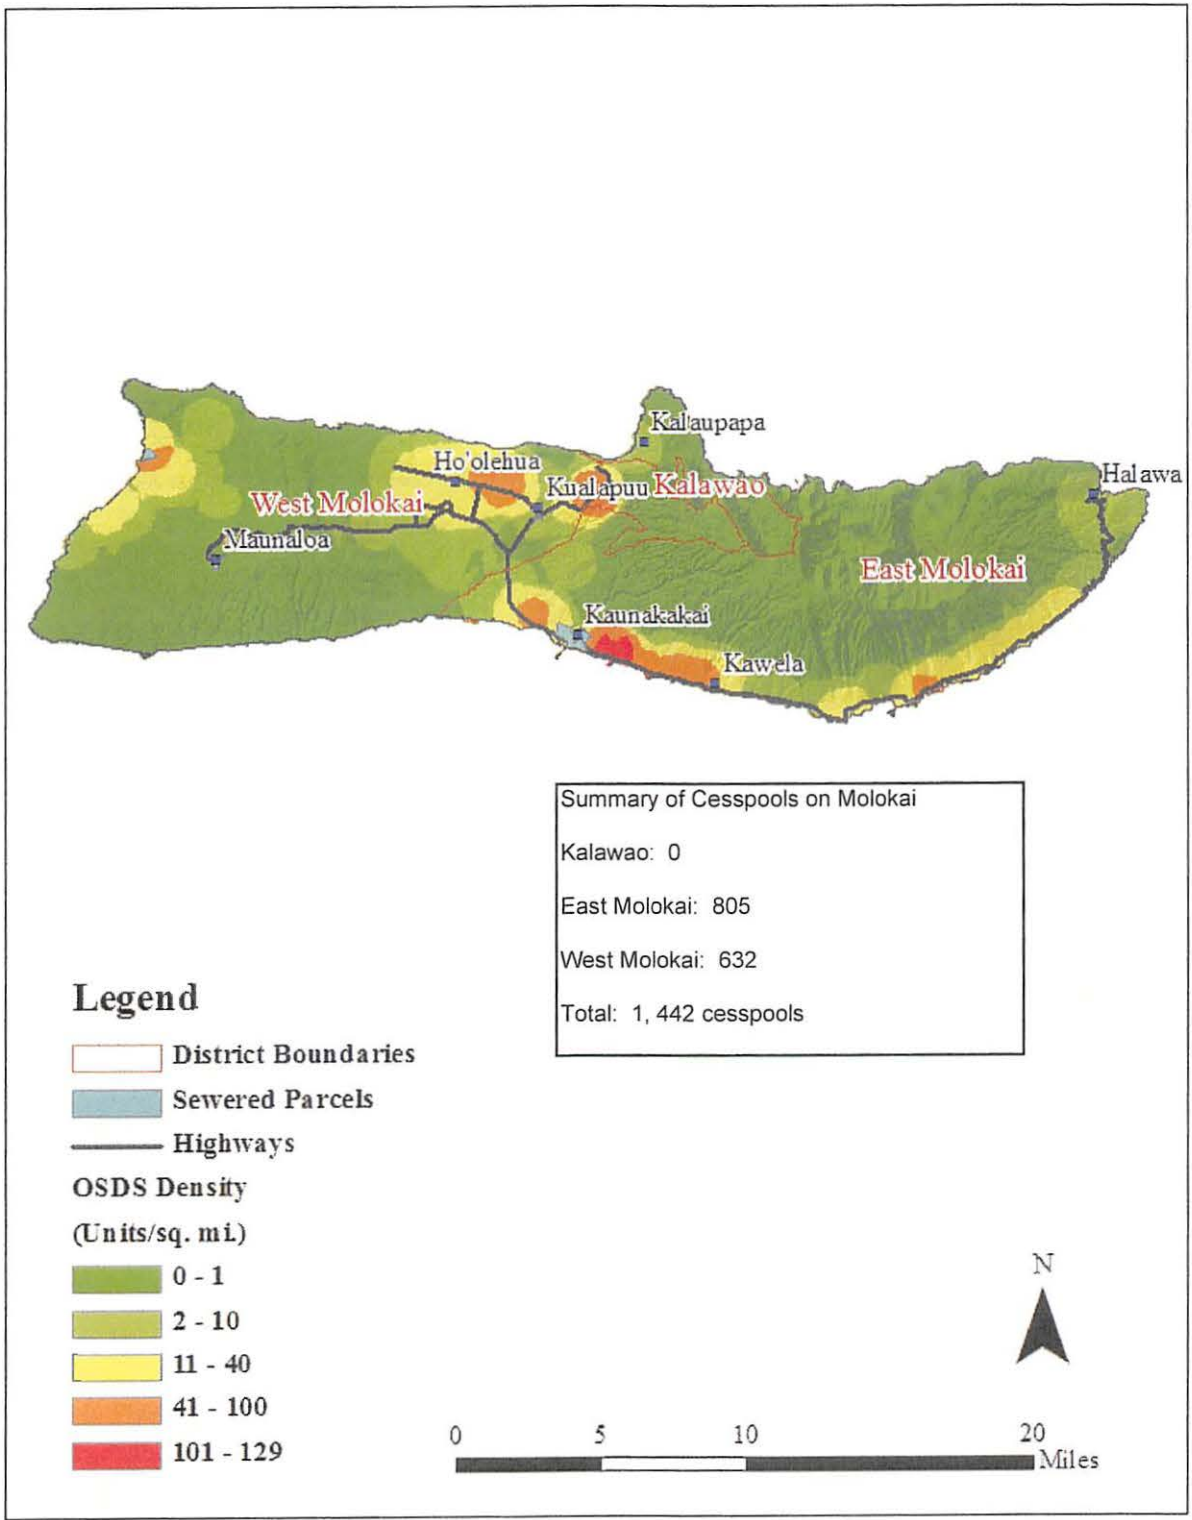 Kalaupapa
Ho'olehua
Kualapuu Kalawao
Halawa
West Molokai
Maunaloa
East Molokai
Kaunakakai
Kawela
Summary of Cesspools on Molokai
Kalawao: 0
East Molokai: 805
West Molokai: 632
Total: 1, 442 cesspools
Legend
District Boundaries
Sewered Parcels
Highways
OSDS Density
(Units/sq. mi.)
0 - 1
2 - 10
11 - 40
41 - 100
101 - 129
N
0 5 10 20
Miles